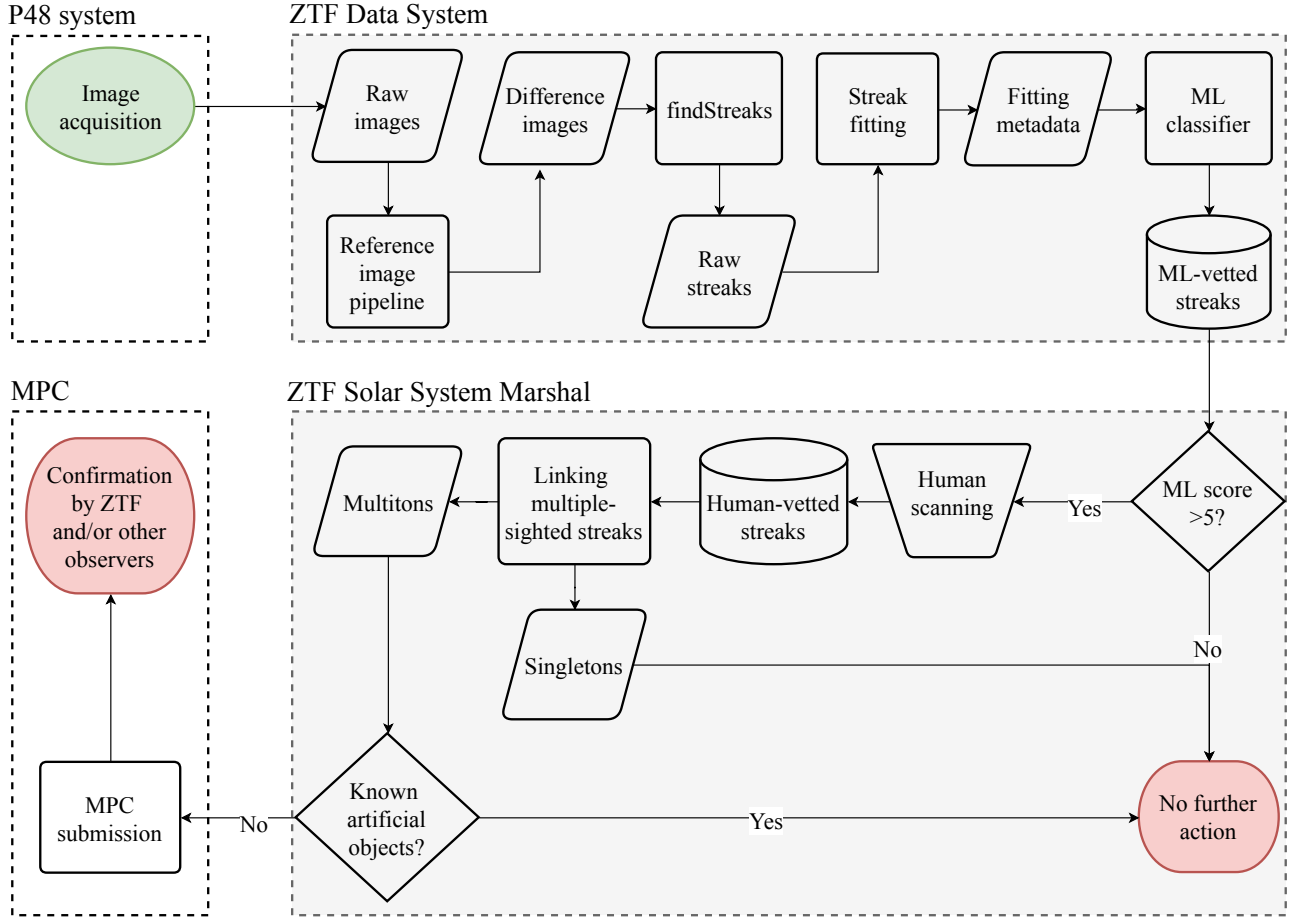 P48 system
ZTF Data System
Image
acquisition
Raw
images
Difference
images
findStreaks
Streak
fitting
Fitting
metadata
ML
classifier
Reference
image
pipeline
Raw
streaks
ML-vetted
streaks
MPC
ZTF Solar System Marshal
Confirmation
by ZTF
and/or other
observers
Multitons
Linking
multiple-
sighted streaks
Human-vetted
streaks
Human
scanning
Yes
ML score
>5?
No
Singletons
MPC
submission
No
Known
artificial
objects?
Yes
No further
action